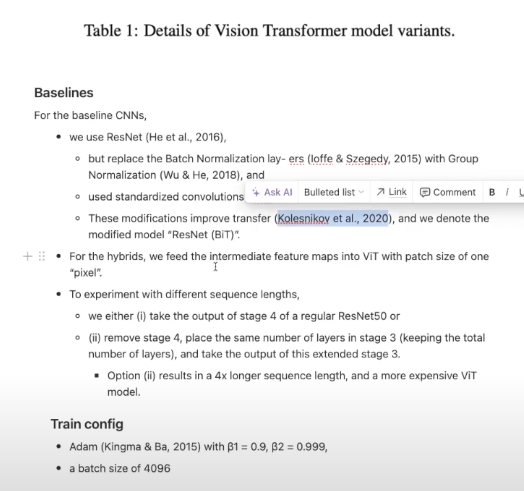 Table 1: Details of Vision Transformer model variants.
Baselines
For the baseline CNNs,
• we use ResNet (He et al., 2016),
◦ but replace the Batch Normalization lay- ers (Ioffe & Szegedy, 2015) with Group
Normalization (Wu & He, 2018), and
◦ used standardized convolutions
Ask AI Bulleted list Link Comment B I U
◦ These modifications improve transfer (Kolesnikov et al., 2020), and we denote the
modified model “ResNet (BiT)”.
• For the hybrids, we feed the intermediate feature maps into ViT with patch size of one
“pixel”.
• To experiment with different sequence lengths,
◦ we either (i) take the output of stage 4 of a regular ResNet50 or
◦ (ii) remove stage 4, place the same number of layers in stage 3 (keeping the total
number of layers), and take the output of this extended stage 3.
▪ Option (ii) results in a 4x longer sequence length, and a more expensive ViT
model.
Train config
• Adam (Kingma & Ba, 2015) with β1 = 0.9, β2 = 0.999,
• a batch size of 4096